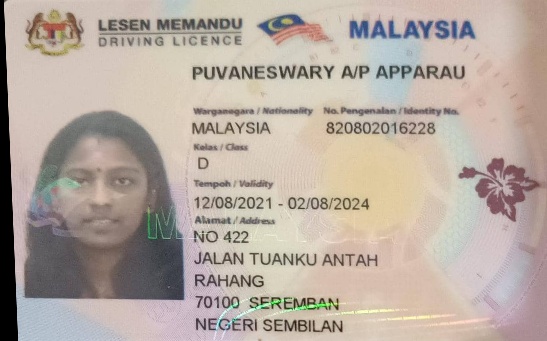 LESEN MEMANDU
DRIVING LICENCE
MALAYSIA
PUVANESWARY A/P APPARAU
Warganegara / Nationality No. Pengenalan / Identity No.
MALAYSIA 820802016228
Kelas / Class
D
Tempoh / Validity
12/08/2021 - 02/08/2024
Alamat / Address
NO 422
JALAN TUANKU ANTAH
RAHANG
70100 SEREMBAN
NEGERI SEMBILAN